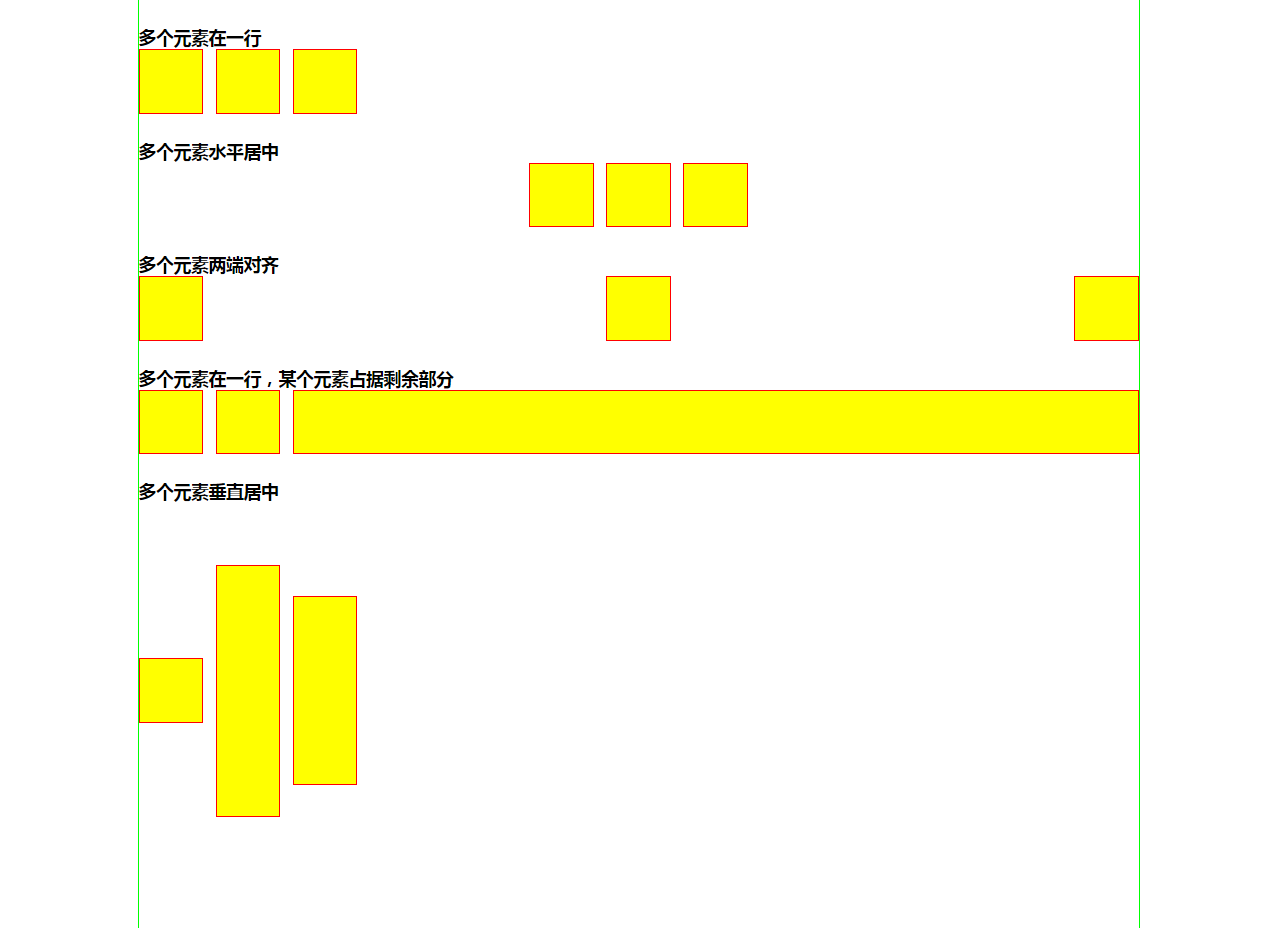 多个元素在一行
多个元素水平居中
多个元素两端对齐
多个元素在一行，某个元素占据剩余部分
多个元素垂直居中